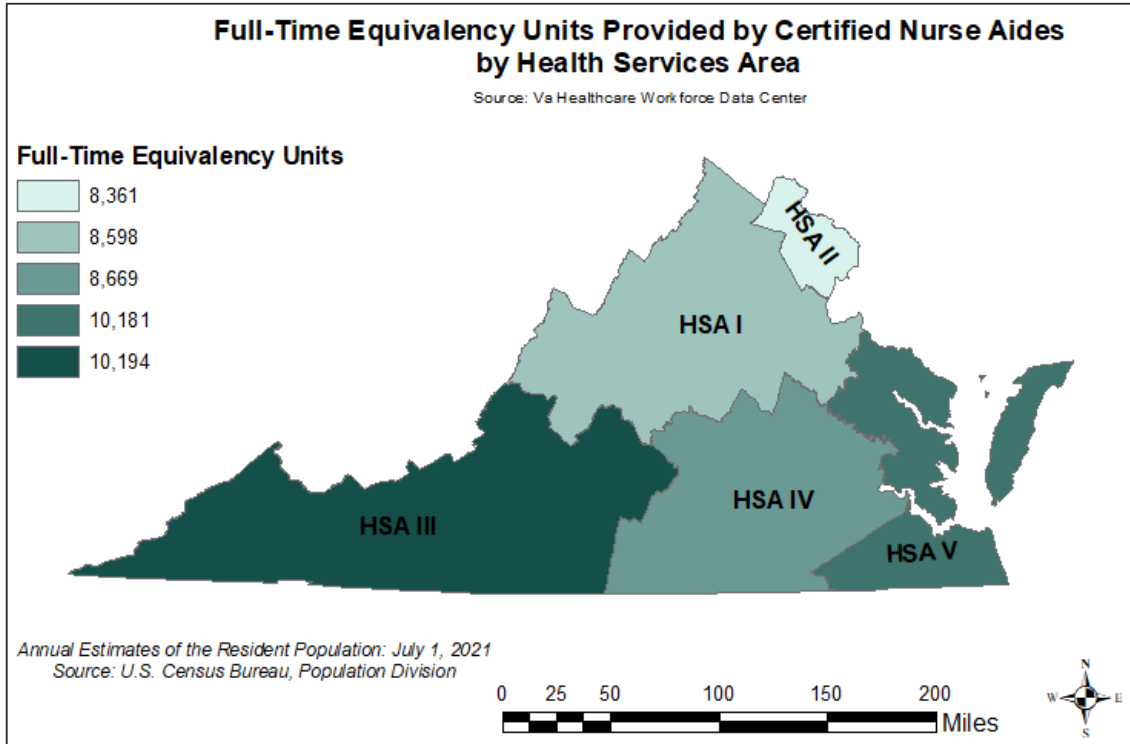 Full-Time Equivalency Units Provided by Certified Nurse Aides
by Health Services Area
Source: Va Healthcare Workforce Data Center
Full-Time Equivalency Units
8,361
8,598
8,669
10,181
10,194
HSA II
HSA I
HSA IV
HSA III
HSA V
Annual Estimates of the Resident Population: July 1, 2021
Source: U.S. Census Bureau, Population Division
0 25 50 100 150 200
Miles
N
W E
S